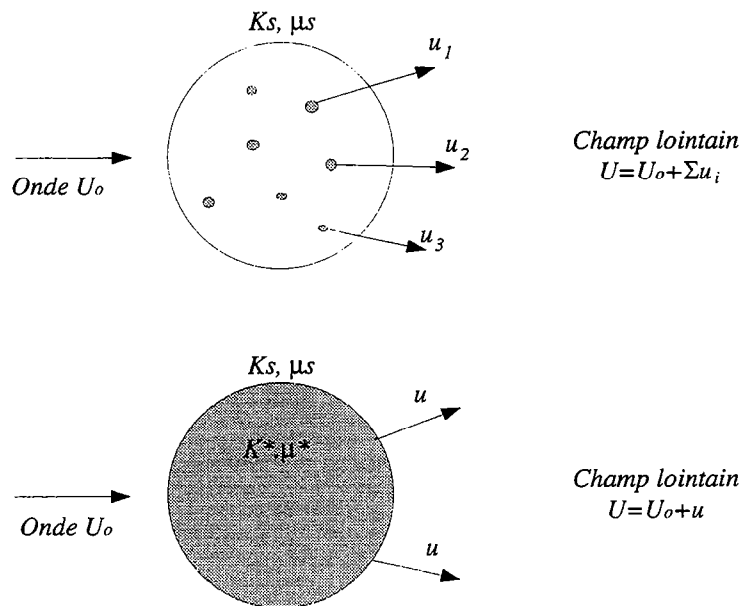 Ks, μs
u₁
u₂
Champ lointain
U=Uₒ+Σuᵢ
Onde Uₒ
u₃
Ks, μs
u
K*,μ*
Champ lointain
U=Uₒ+u
Onde Uₒ
u